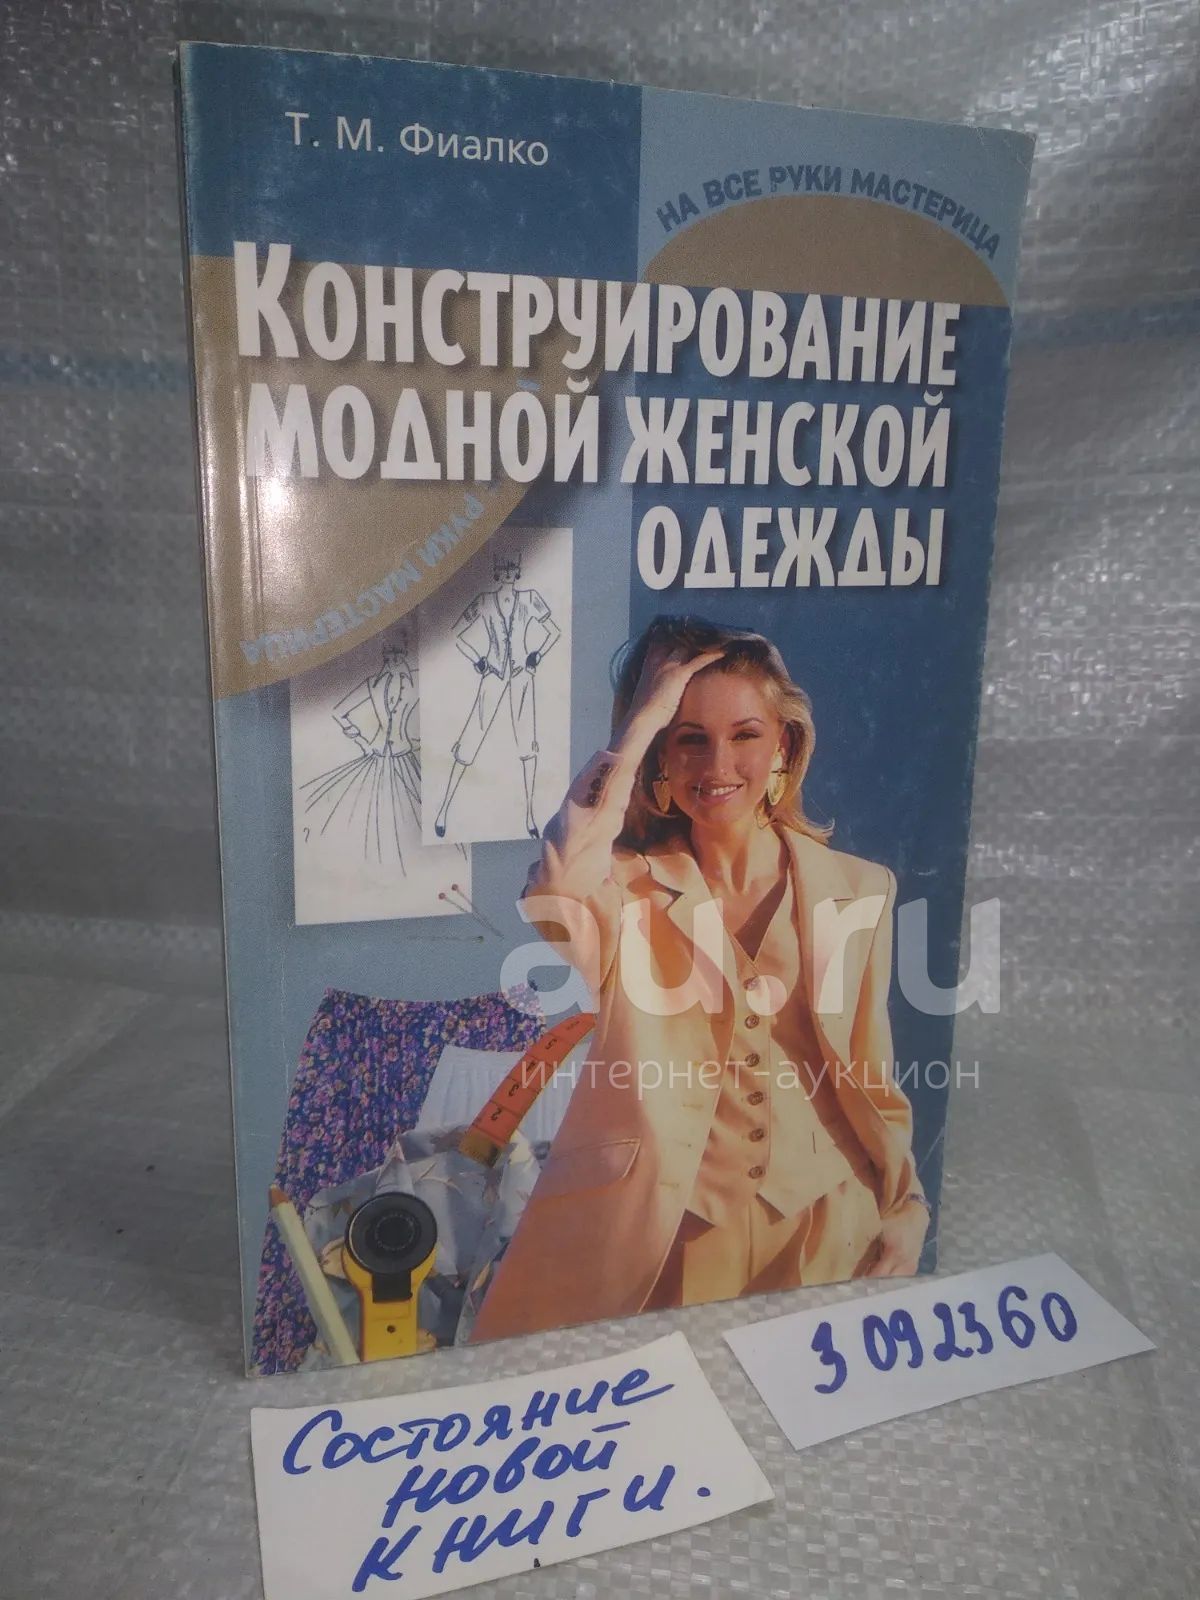 Т. М. Фиалко
НА ВСЕ РУКИ МАСТЕРИЦА
КОНСТРУИРОВАНИЕ
МОДНОЙ ЖЕНСКОЙ
ОДЕЖДЫ
РУКИ МАСТЕРИЦА
au.ru
интернет-аукцион
3092360
Состояние
новой
книги.